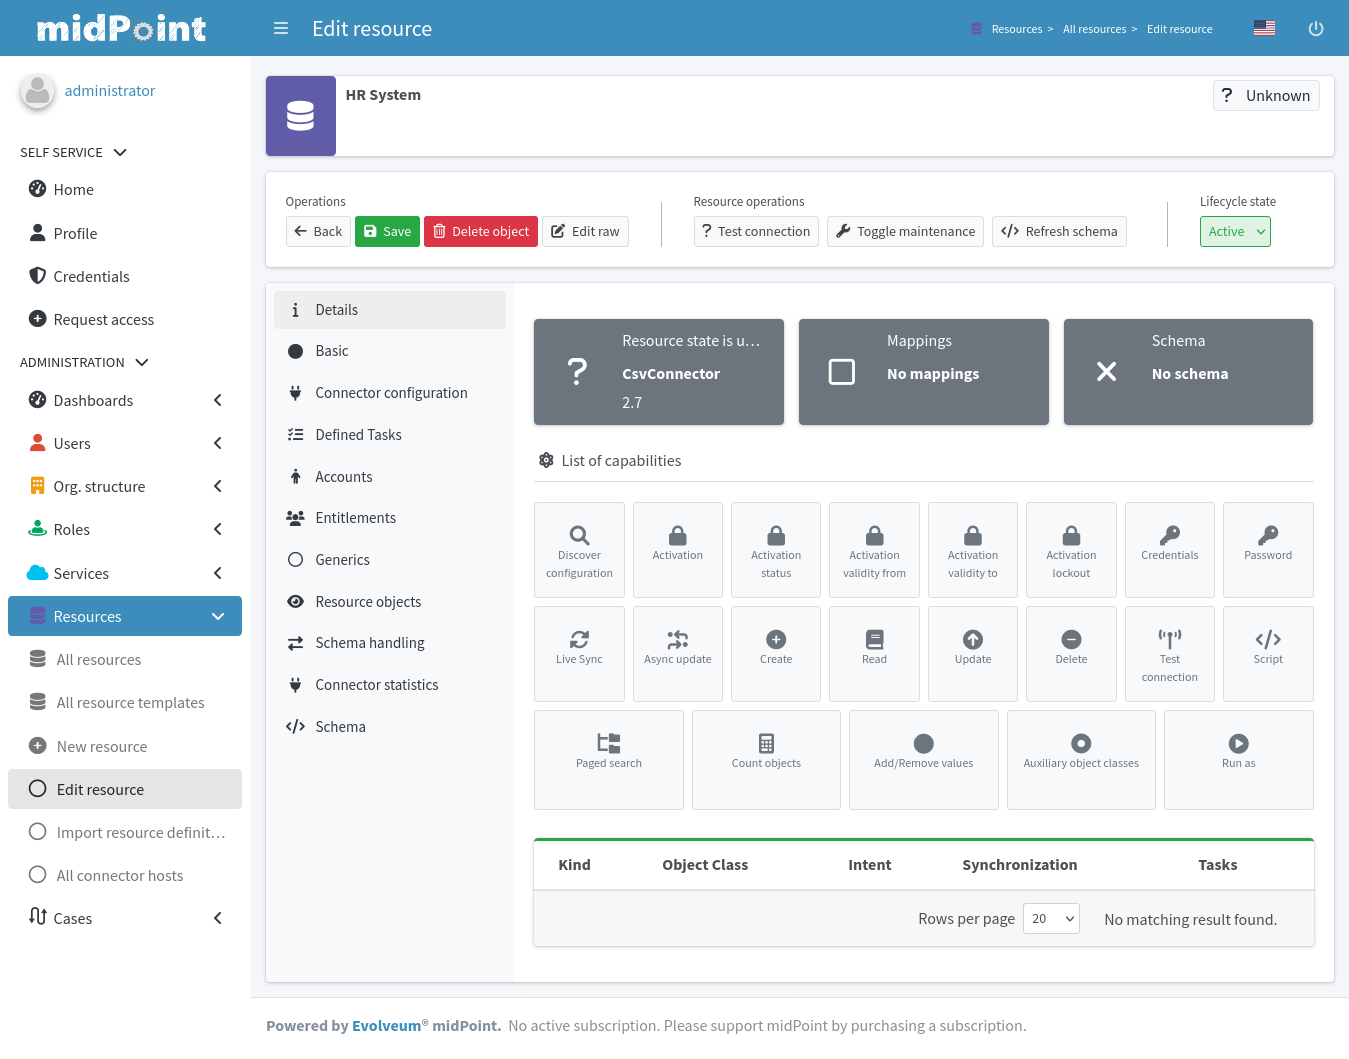 midPoint
Edit resource
Resources > All resources > Edit resource
administrator
SELF SERVICE
Home
Profile
Credentials
Request access
ADMINISTRATION
Dashboards
Users
Org. structure
Roles
Services
Resources
All resources
All resource templates
New resource
Edit resource
Import resource definit…
All connector hosts
Cases
HR System
Unknown
Operations
Back Save Delete object Edit raw
Resource operations
Test connection Toggle maintenance Refresh schema
Lifecycle state
Active
Details
Basic
Connector configuration
Defined Tasks
Accounts
Entitlements
Generics
Resource objects
Schema handling
Connector statistics
Schema
Resource state is u…
CsvConnector
2.7
Mappings
No mappings
Schema
No schema
List of capabilities
Discover
configuration
Activation
Activation
status
Activation
validity from
Activation
validity to
Activation
lockout
Credentials
Password
Live Sync
Async update
Create
Read
Update
Delete
Test
connection
Script
Paged search
Count objects
Add/Remove values
Auxiliary object classes
Run as
Kind Object Class Intent Synchronization Tasks
Rows per page 20 No matching result found.
Powered by Evolveum® midPoint. No active subscription. Please support midPoint by purchasing a subscription.